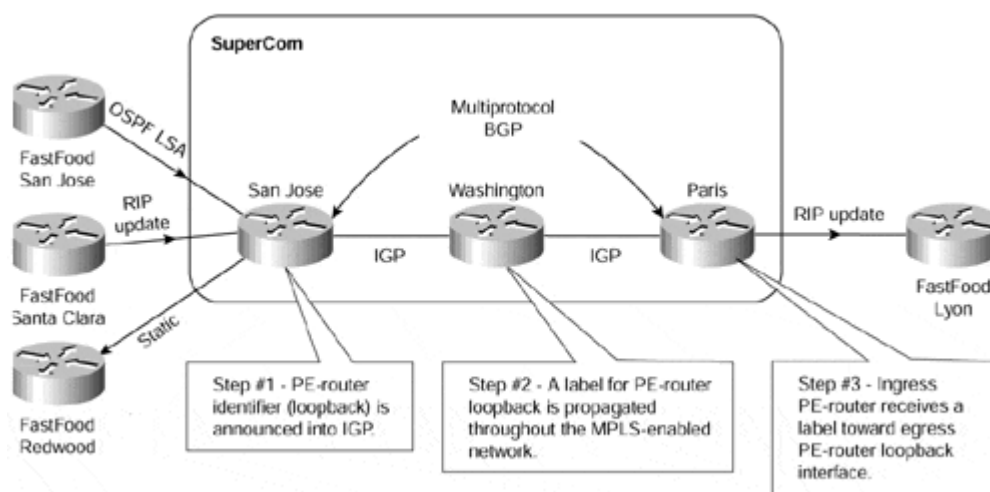 SuperCom
OSPF LSA
Multiprotocol
BGP
FastFood
San Jose
San Jose
Washington
Paris
RIP
update
RIP update
IGP
IGP
FastFood
Santa Clara
FastFood
Lyon
Static
FastFood
Redwood
Step #1 - PE-router
identifier (loopback) is
announced into IGP.
Step #2 - A label for PE-router
loopback is propagated
throughout the MPLS-enabled
network.
Step #3 - Ingress
PE-router receives a
label toward egress
PE-router loopback
interface.